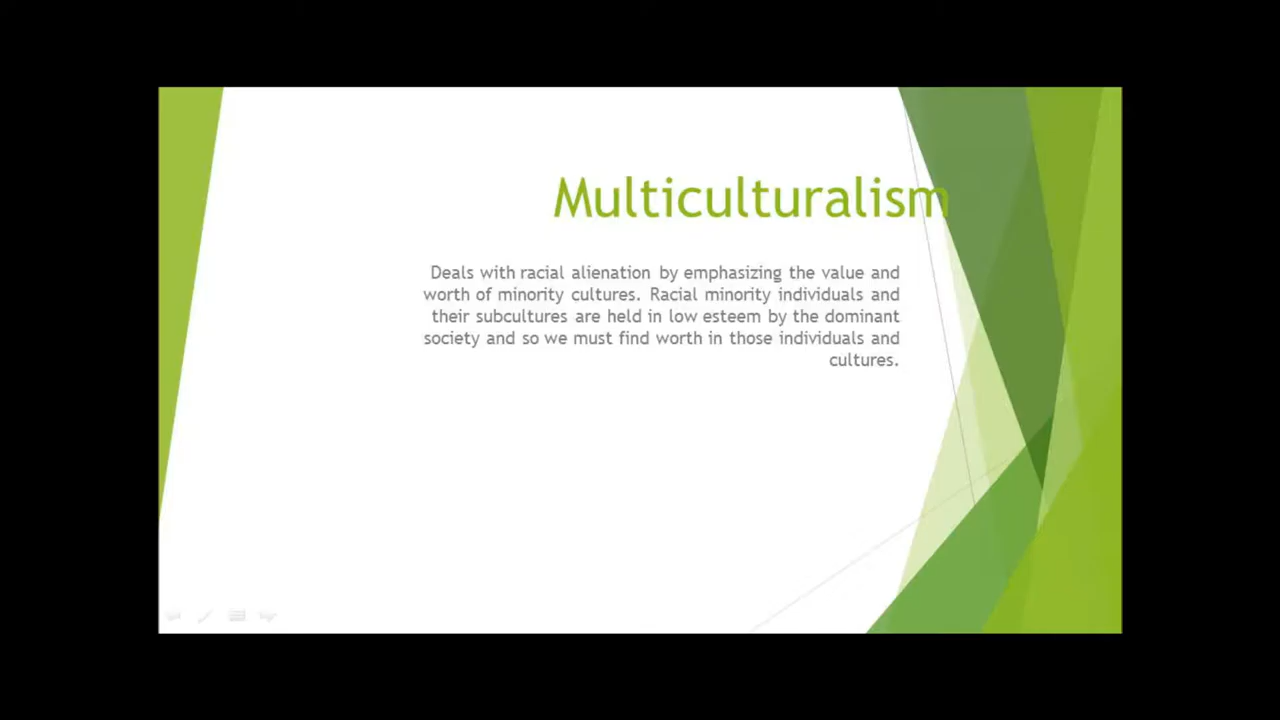 Multiculturalism
Deals with racial alienation by emphasizing the value and
worth of minority cultures. Racial minority individuals and
their subcultures are held in low esteem by the dominant
society and so we must find worth in those individuals and
cultures.